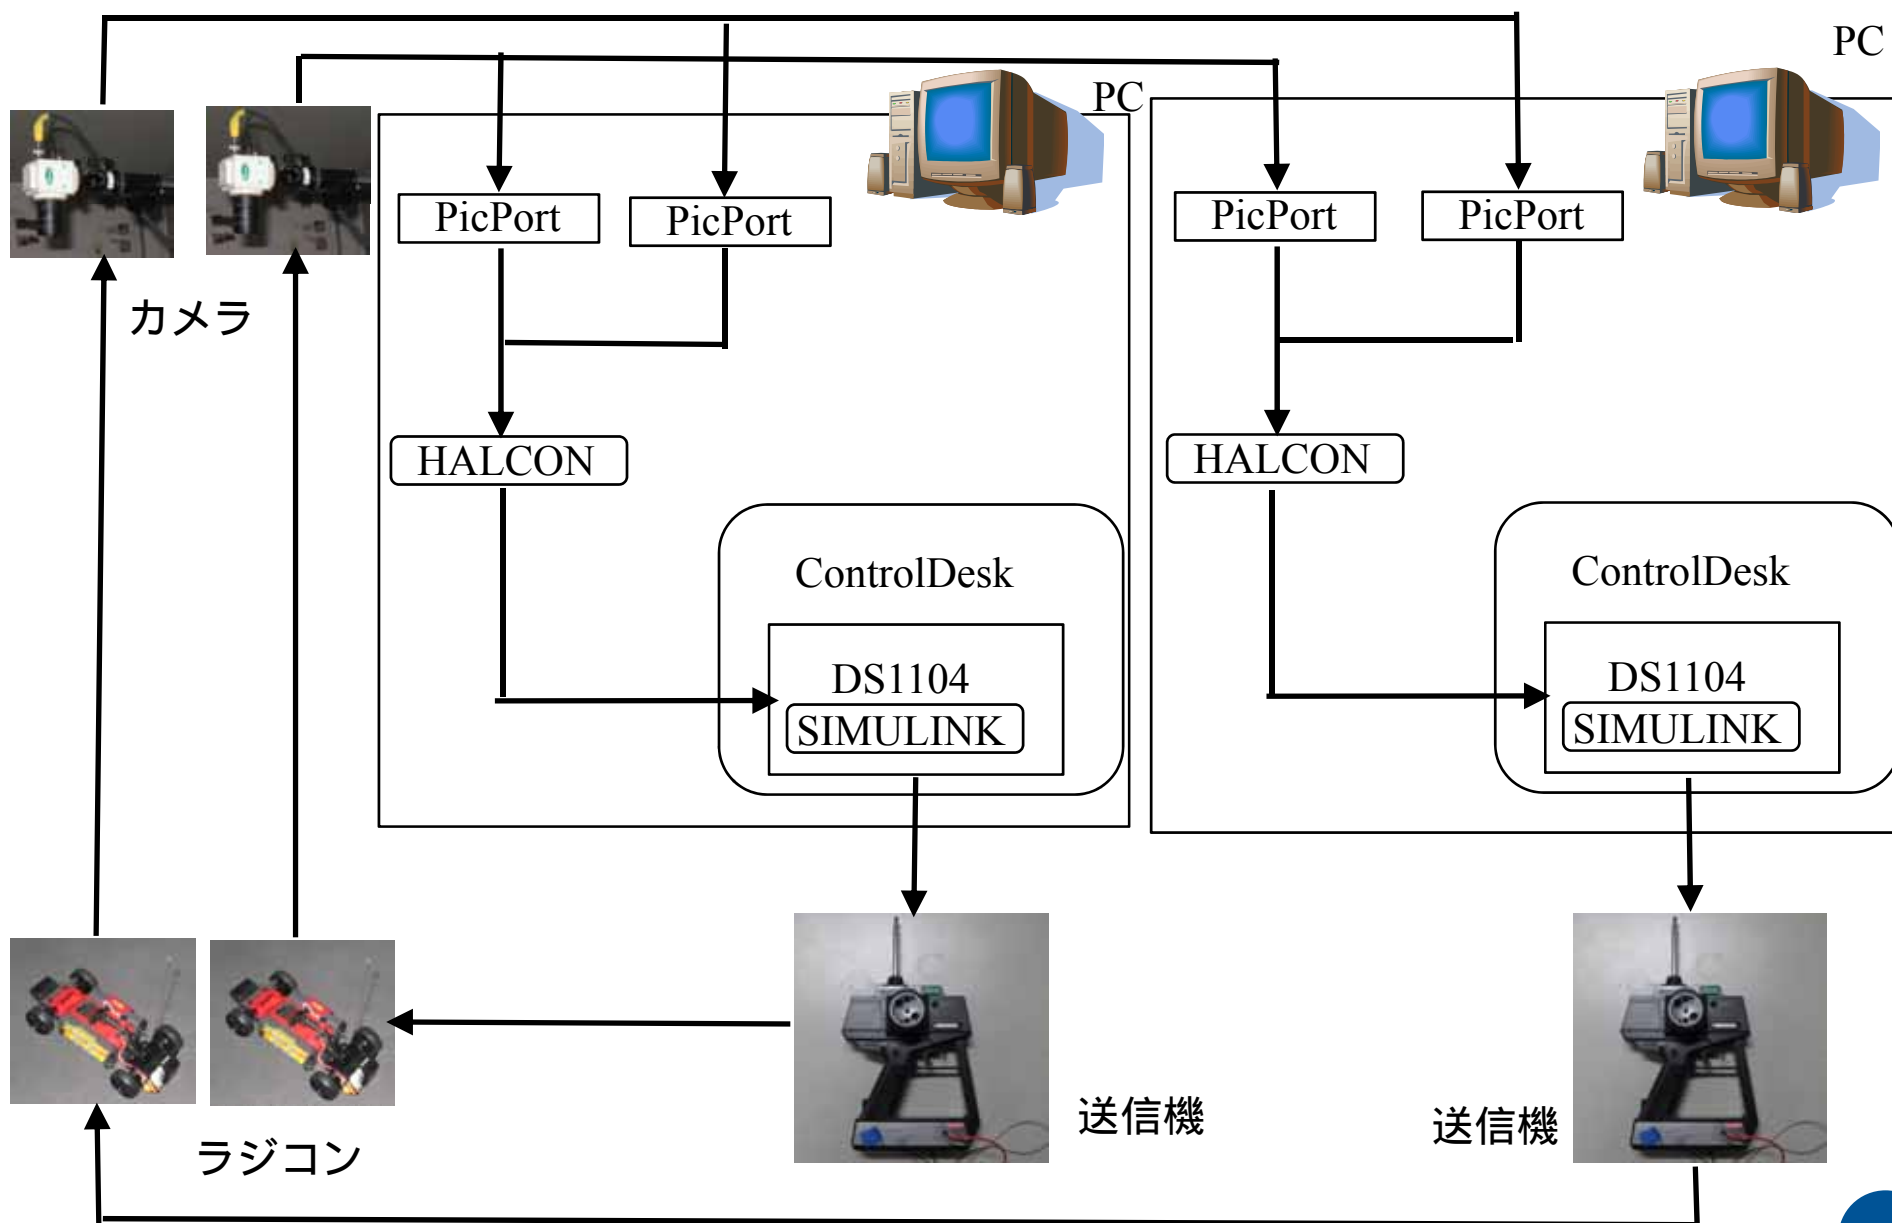 PC
PC
PicPort
PicPort
PicPort
PicPort
カメラ
HALCON
HALCON
ControlDesk
ControlDesk
DS1104
DS1104
SIMULINK
SIMULINK
送信機
送信機
ラジコン